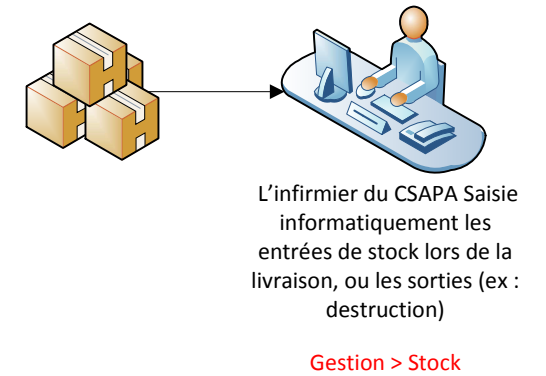 L’infirmier du CSAPA Saisie
informatiquement les
entrées de stock lors de la
livraison, ou les sorties (ex :
destruction)
Gestion > Stock